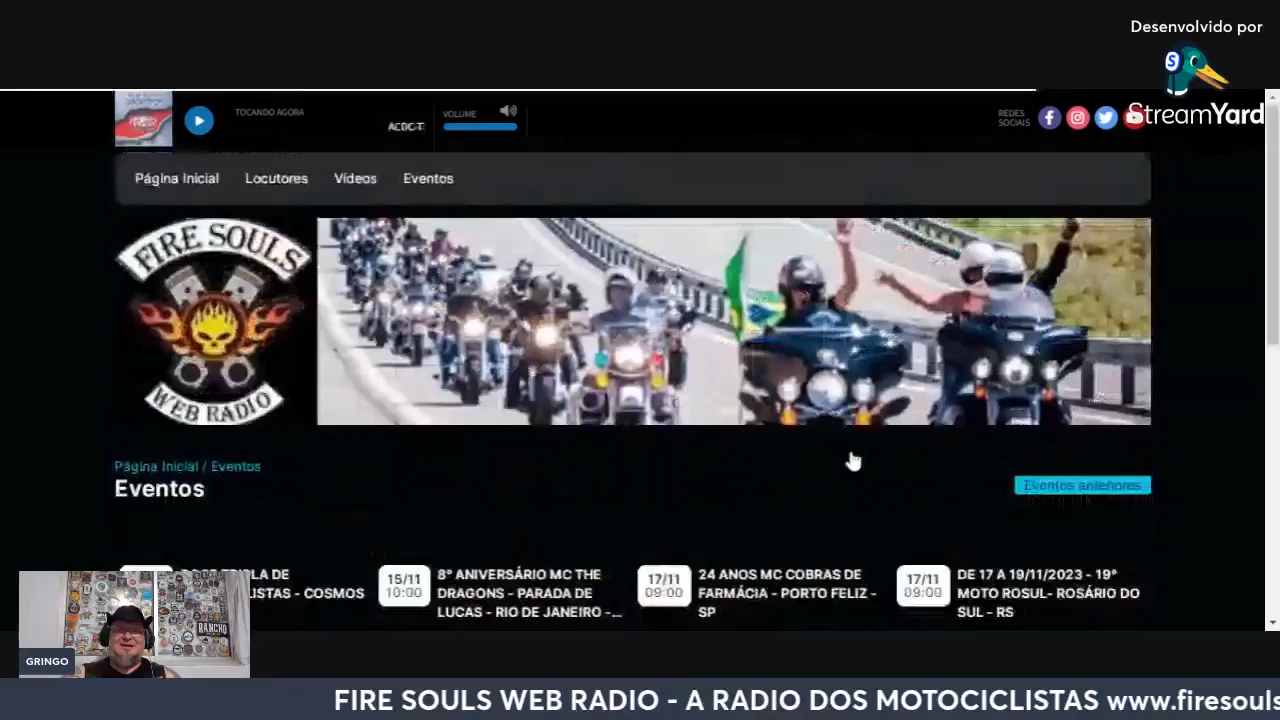 Desenvolvido por
StreamYard
TOCANDO AGORA
VOLUME
REDES
SOCIAIS
Página Inicial
Locutores
Vídeos
Eventos
FIRE SOULS
WEB RADIO
Página Inicial / Eventos
Eventos
Eventos anteriores
LA DE
LISTAS - COSMOS
15/11
10:00
8° ANIVERSÁRIO MC THE
DRAGONS - PARADA DE
LUCAS - RIO DE JANEIRO -...
17/11
09:00
24 ANOS MC COBRAS DE
FARMÁCIA - PORTO FELIZ -
SP
17/11
09:00
DE 17 A 19/11/2023 - 19°
MOTO ROSUL- ROSÁRIO DO
SUL - RS
RANCHO
GRINGO
FIRE SOULS WEB RADIO - A RADIO DOS MOTOCICLISTAS www.firesouls